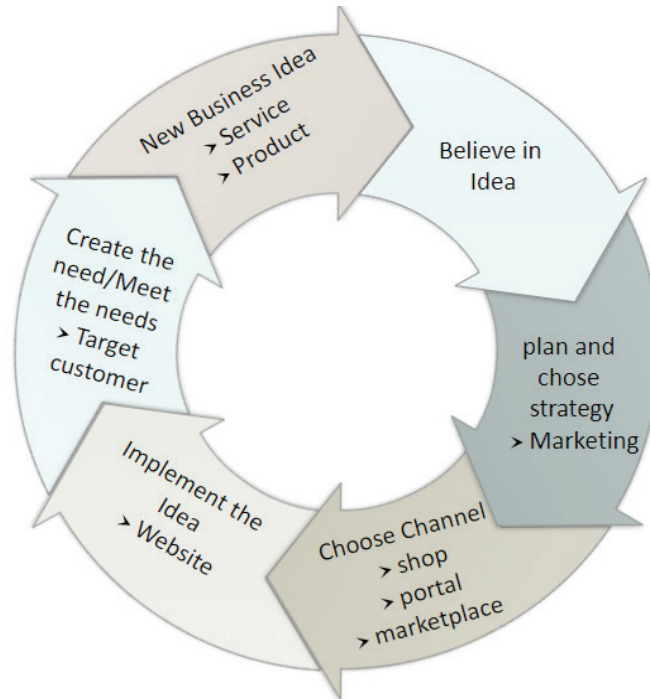 New Business Idea
➤ Service
➤ Product
Believe in
Idea
plan and
chose
strategy
➤ Marketing
Choose Channel
➤ shop
➤ portal
➤ marketplace
Implement the
Idea
➤ Website
Create the
need/Meet
the needs
➤ Target
customer